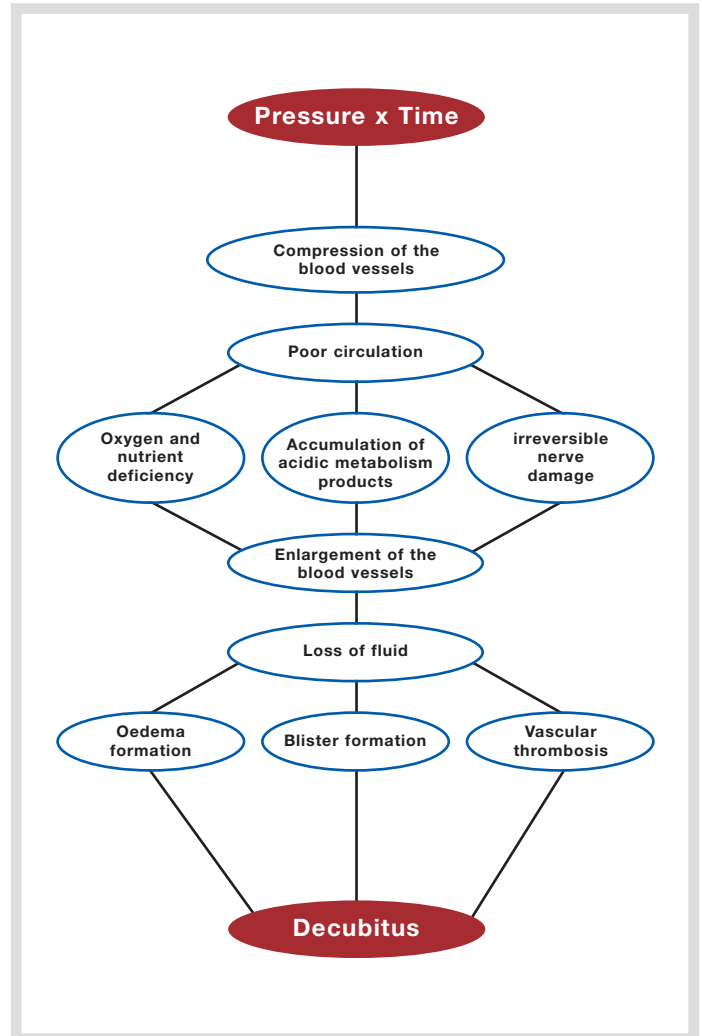 Pressure x Time
Compression of the
blood vessels
Poor circulation
Oxygen and
nutrient
deficiency
Accumulation of
acidic metabolism
products
irreversible
nerve
damage
Enlargement of the
blood vessels
Loss of fluid
Oedema
formation
Blister formation
Vascular
thrombosis
Decubitus